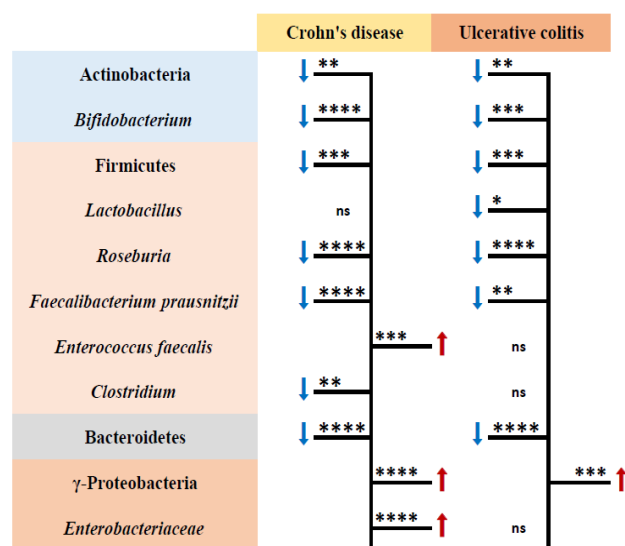 Crohn's disease Ulcerative colitis
Actinobacteria ** **
Bifidobacterium **** ***
Firmicutes *** ***
Lactobacillus ns *
Roseburia **** ****
Faecalibacterium prausnitzii **** **
Enterococcus faecalis *** ns
Clostridium ** ns
Bacteroidetes **** ****
γ-Proteobacteria **** ***
Enterobacteriaceae **** ns